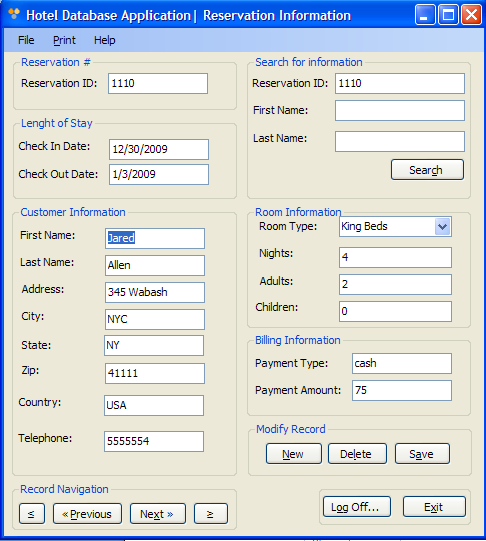 Hotel Database Application| Reservation Information
File Print Help
Reservation #
Reservation ID: 1110
Lenght of Stay
Check In Date: 12/30/2009
Check Out Date: 1/3/2009
Customer Information
First Name: Jared
Last Name: Allen
Address: 345 Wabash
City: NYC
State: NY
Zip: 41111
Country: USA
Telephone: 5555554
Record Navigation
≤ « Previous Next » ≥
Search for information
Reservation ID: 1110
First Name:
Last Name:
Search
Room Information
Room Type: King Beds
Nights: 4
Adults: 2
Children: 0
Billing Information
Payment Type: cash
Payment Amount: 75
Modify Record
New Delete Save
Log Off... Exit